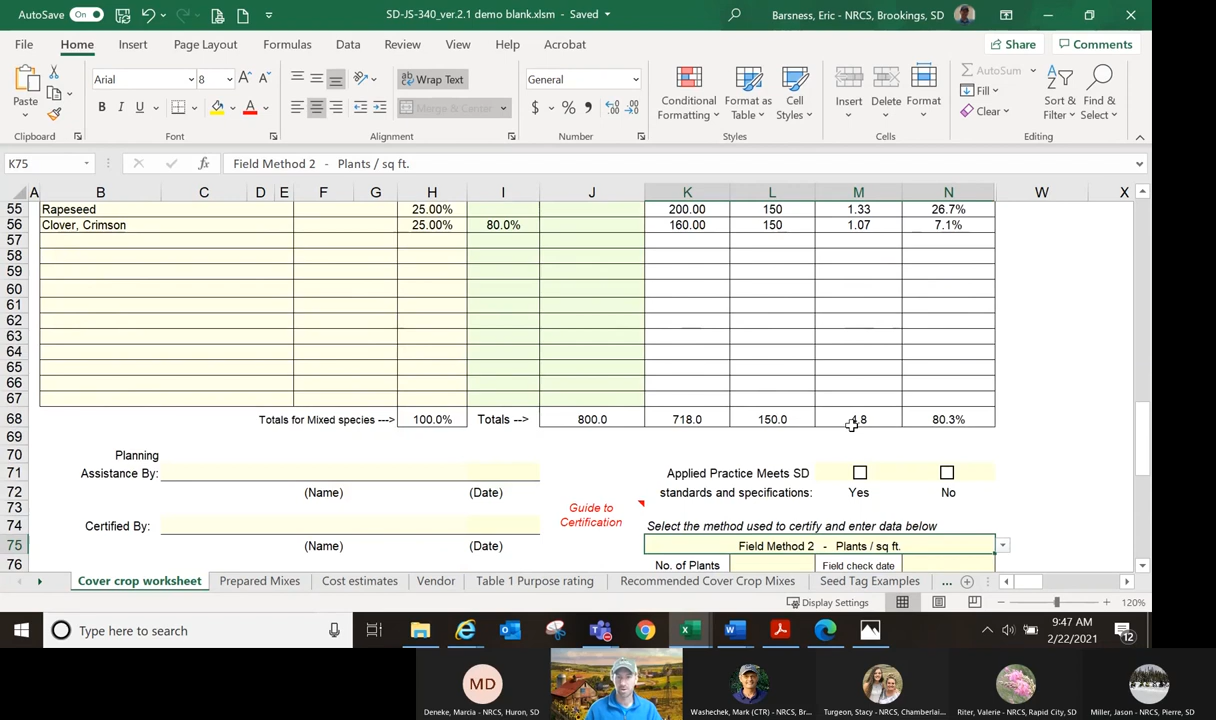 AutoSave On SD-JS-340_ver.2.1 demo blank.xlsm - Saved Barsness, Eric - NRCS, Brookings, SD
File Home Insert Page Layout Formulas Data Review View Help Acrobat Share Comments
Paste Arial 8 Wrap Text General Conditional Formatting Format as Table Cell Styles Insert Delete Format AutoSum Fill Clear Sort & Filter Find & Select
B I U Merge & Center $ %
Clipboard Font Alignment Number Styles Cells Editing
K75 fx Field Method 2 - Plants / sq ft.
A B C D E F G H I J K L M N W X
55 Rapeseed 25.00% 200.00 150 1.33 26.7%
56 Clover, Crimson 25.00% 80.0% 160.00 150 1.07 7.1%
57
58
59
60
61
62
63
64
65
66
67
68 Totals for Mixed species ---> 100.0% Totals --> 800.0 718.0 150.0 4.8 80.3%
69
70 Planning
71 Assistance By: Applied Practice Meets SD
72 (Name) (Date) standards and specifications: Yes No
73 Guide to
74 Certified By: Certification Select the method used to certify and enter data below
75 (Name) (Date) Field Method 2 - Plants / sq ft.
76 No. of Plants Field check date
Cover crop worksheet Prepared Mixes Cost estimates Vendor Table 1 Purpose rating Recommended Cover Crop Mixes Seed Tag Examples ...
Display Settings 120%
Type here to search 9:47 AM
2/22/2021 12
MD
Deneke, Marcia - NRCS, Huron, SD Washechek, Mark (CTR) - NRCS, Br... Turgeon, Stacy - NRCS, Chamberlai... Riter, Valerie - NRCS, Rapid City, SD Miller, Jason - NRCS, Pierre, SD